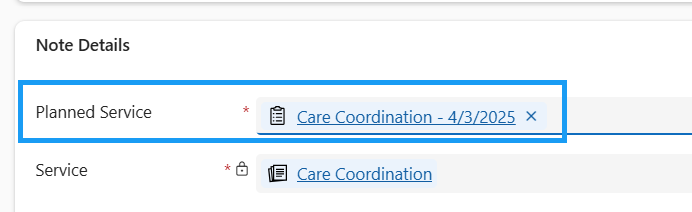 Note Details
Planned Service * Care Coordination - 4/3/2025 ×
Service * Care Coordination